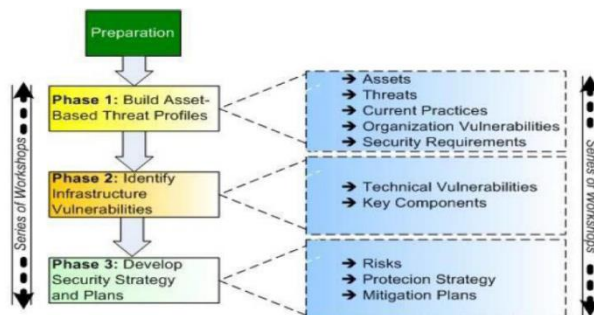 Preparation
Phase 1: Build Asset-
Based Threat Profiles
➔ Assets
➔ Threats
➔ Current Practices
➔ Organization Vulnerabilities
➔ Security Requirements
Phase 2: Identify
Infrastructure
Vulnerabilities
➔ Technical Vulnerabilities
➔ Key Components
Phase 3: Develop
Security Strategy
and Plans
➔ Risks
➔ Protecion Strategy
➔ Mitigation Plans
Series of Workshops
Series of Workshops